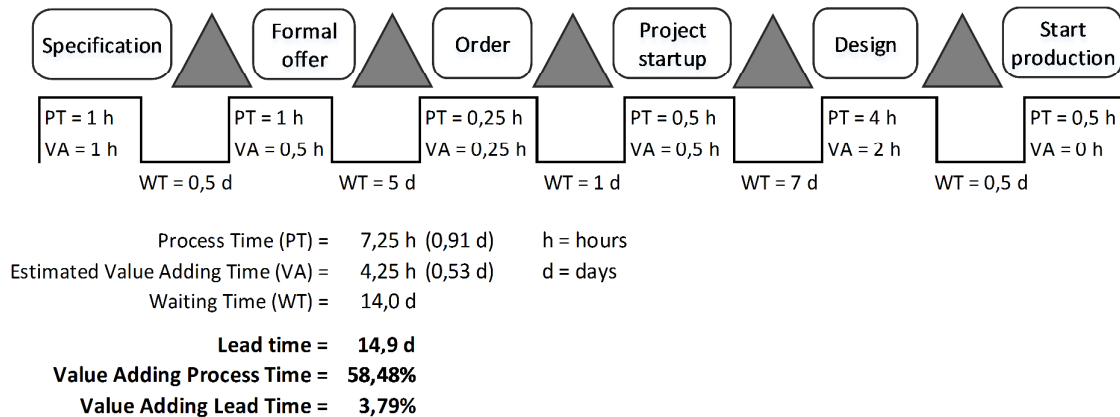 Specification
Formal
offer
Order
Project
startup
Design
Start
production
PT = 1 h
VA = 1 h
PT = 1 h
VA = 0,5 h
PT = 0,25 h
VA = 0,25 h
PT = 0,5 h
VA = 0,5 h
PT = 4 h
VA = 2 h
PT = 0,5 h
VA = 0 h
WT = 0,5 d
WT = 5 d
WT = 1 d
WT = 7 d
WT = 0,5 d
Process Time (PT) = 7,25 h (0,91 d) h = hours
Estimated Value Adding Time (VA) = 4,25 h (0,53 d) d = days
Waiting Time (WT) = 14,0 d
Lead time = 14,9 d
Value Adding Process Time = 58,48%
Value Adding Lead Time = 3,79%